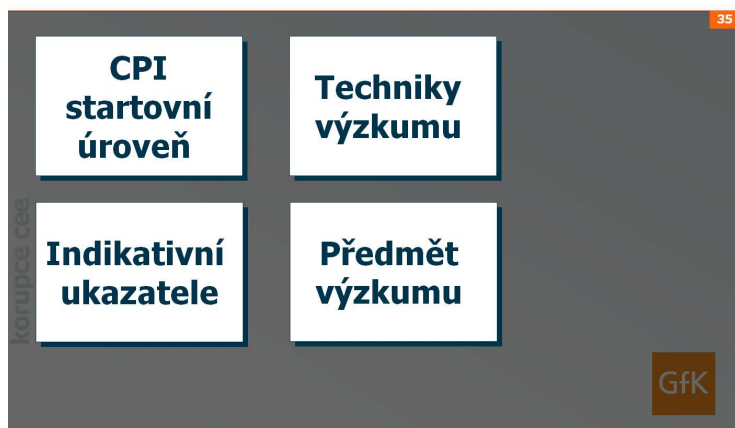 35
CPI
startovní
úroveň
Techniky
výzkumu
Indikativní
ukazatele
Předmět
výzkumu
korupce cee
GfK